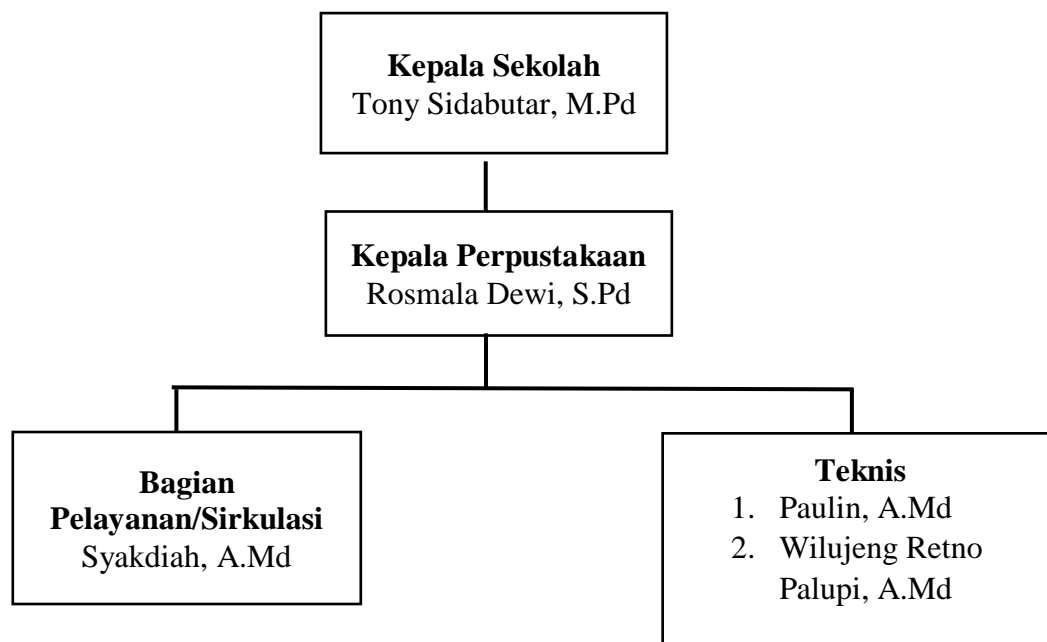 Kepala Sekolah
Tony Sidabutar, M.Pd
Kepala Perpustakaan
Rosmala Dewi, S.Pd
Bagian
Pelayanan/Sirkulasi
Syakdiah, A.Md
Teknis
1. Paulin, A.Md
2. Wilujeng Retno
Palupi, A.Md